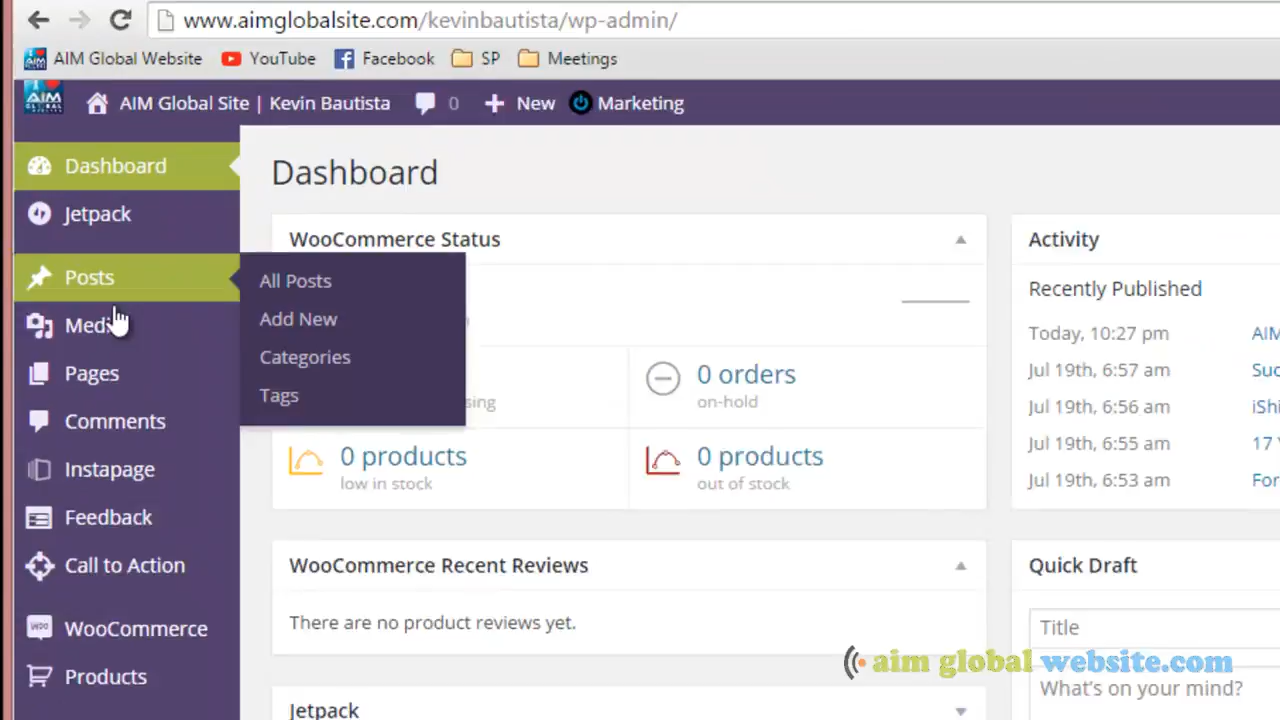 www.aimglobalsite.com/kevinbautista/wp-admin/
AIM Global Website YouTube Facebook SP Meetings
AIM Global Site | Kevin Bautista 0 New Marketing
Dashboard
Jetpack
Posts
Pages
Comments
Instapage
Feedback
Call to Action
WooCommerce
Products
All Posts
Add New
Categories
Tags
Dashboard
WooCommerce Status
0 orders
on-hold
0 products
low in stock
0 products
out of stock
WooCommerce Recent Reviews
There are no product reviews yet.
Jetpack
Activity
Recently Published
Today, 10:27 pm AIM
Jul 19th, 6:57 am Suc
Jul 19th, 6:56 am iShi
Jul 19th, 6:55 am 17
Jul 19th, 6:53 am For
Quick Draft
Title
What's on your mind?
aim global website.com